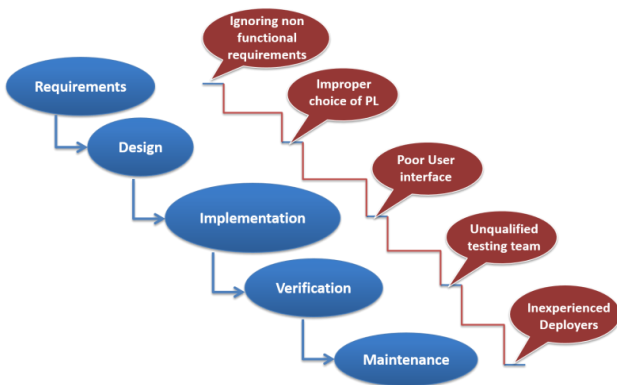 Ignoring non
functional
requirements
Requirements
Improper
choice of PL
Design
Poor User
interface
Implementation
Unqualified
testing team
Verification
Inexperienced
Deployers
Maintenance